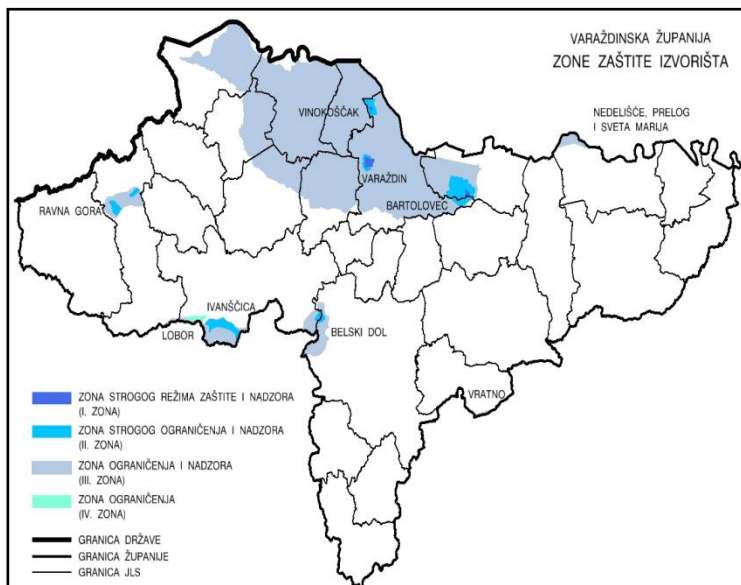 VARAŽDINSKA ŽUPANIJA
ZONE ZAŠTITE IZVORIŠTA
NEDELIŠĆE, PRELOG
I SVETA MARIJA
VINOKOŠČAK
VARAŽDIN
BARTOLOVEC
RAVNA GORA
IVANŠČICA
LOBOR
BELSKI DOL
VRATNO
ZONA STROGOG REŽIMA ZAŠTITE I NADZORA
(I. ZONA)
ZONA STROGOG OGRANIČENJA I NADZORA
(II. ZONA)
ZONA OGRANIČENJA I NADZORA
(III. ZONA)
ZONA OGRANIČENJA
(IV. ZONA)
GRANICA DRŽAVE
GRANICA ŽUPANIJE
GRANICA JLS